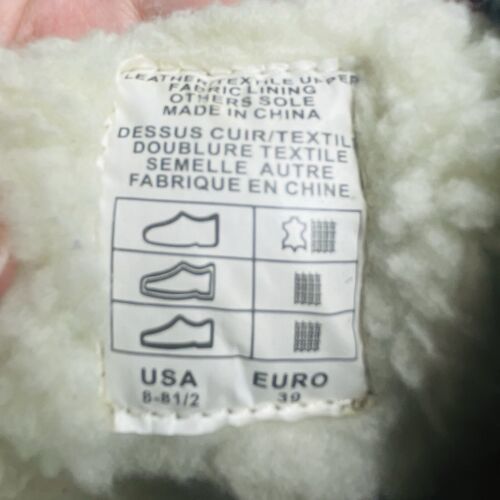 LEATHER/TEXTILE UPPER
FABRIC LINING
OTHERS SOLE
MADE IN CHINA
DESSUS CUIR/TEXTIL
DOUBLURE TEXTILE
SEMELLE AUTRE
FABRIQUE EN CHINE
USA EURO
8-81/2 39